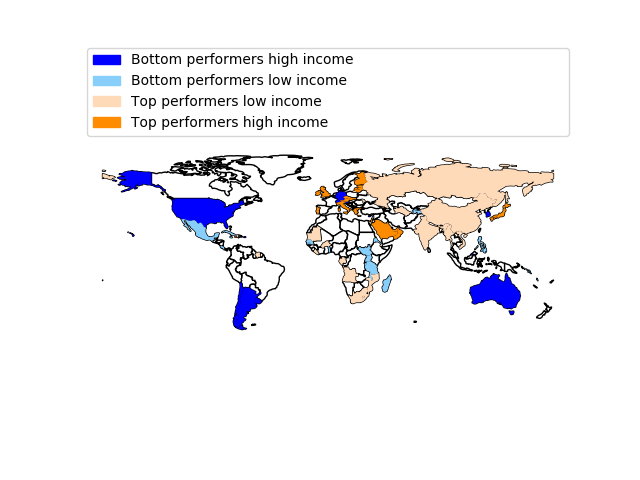 Bottom performers high income
Bottom performers low income
Top performers low income
Top performers high income